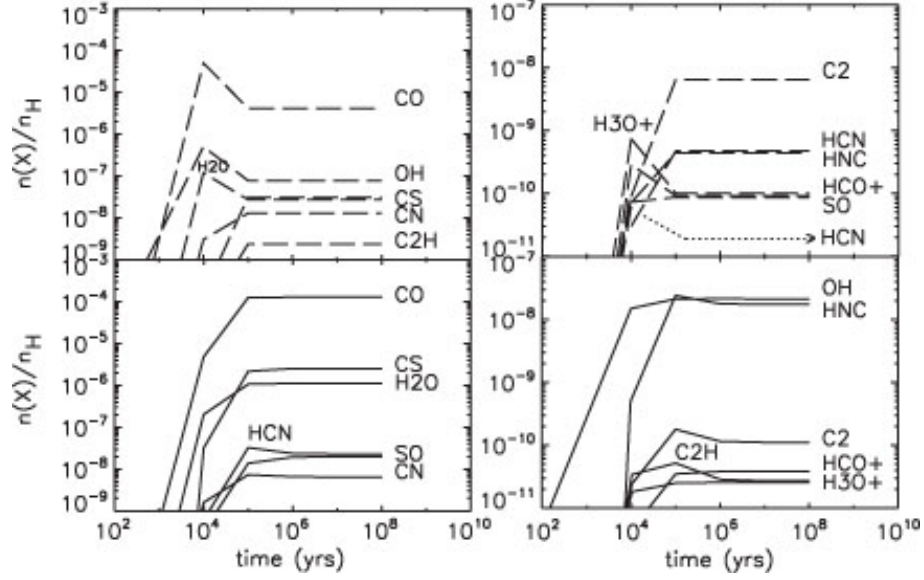 10⁻³
10⁻⁴
10⁻⁵
10⁻⁶
10⁻⁷
10⁻⁸
10⁻⁹
n(X)/n_H
CO
H2O
OH
CS
CN
C2H
10⁻⁷
10⁻⁸
10⁻⁹
10⁻¹⁰
10⁻¹¹
C2
H3O+
HCN
HNC
HCO+
SO
HCN
10⁻³
10⁻⁴
10⁻⁵
10⁻⁶
10⁻⁷
10⁻⁸
10⁻⁹
n(X)/n_H
CO
CS
H2O
HCN
SO
CN
10² 10⁴ 10⁶ 10⁸ 10¹⁰
time (yrs)
10⁻⁷
10⁻⁸
10⁻⁹
10⁻¹⁰
10⁻¹¹
OH
HNC
C2
C2H
HCO+
H3O+
10² 10⁴ 10⁶ 10⁸ 10¹⁰
time (yrs)